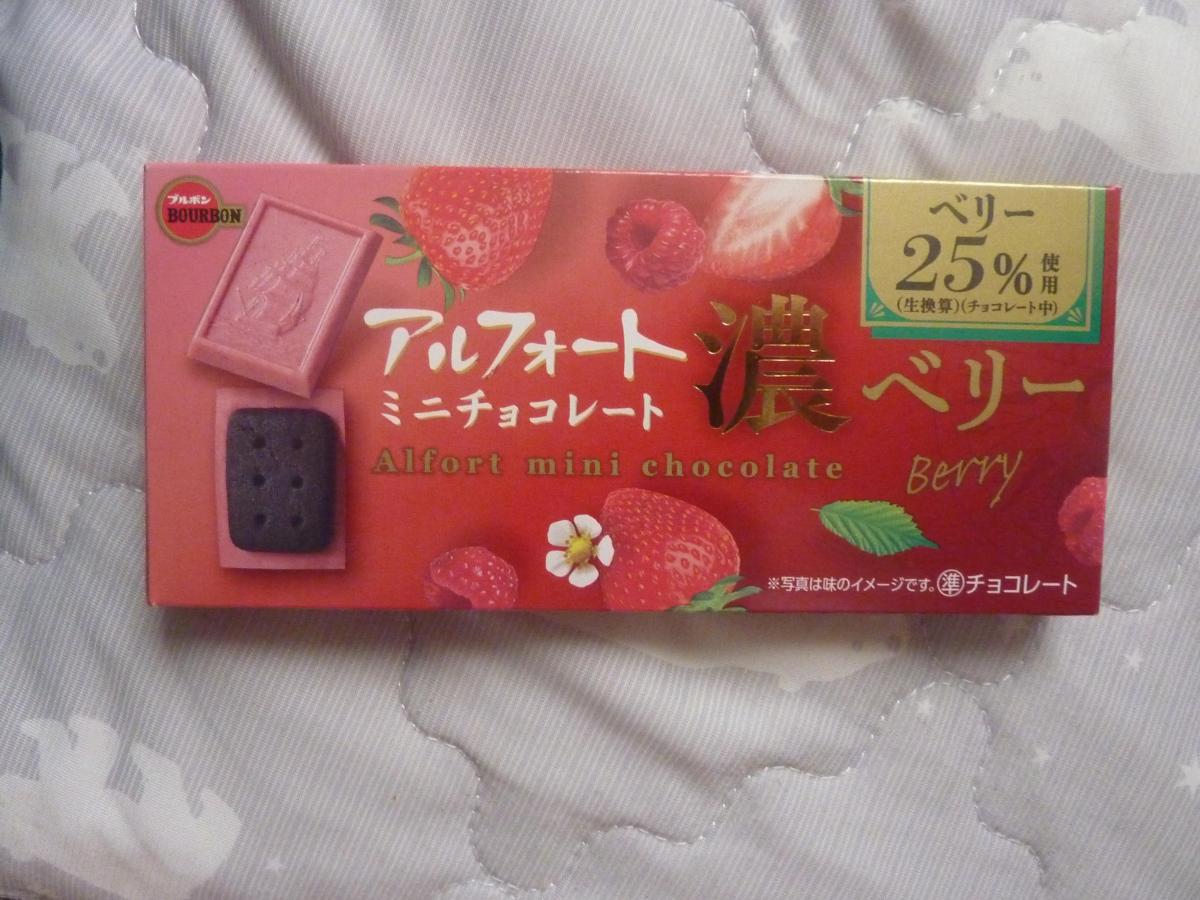 ブルボン
BOURBON
ベリー
25%使用
(生換算)(チョコレート中)
アルフォート
ミニチョコレート
濃ベリー
Alfort mini chocolate
Berry
※写真は味のイメージです。準チョコレート